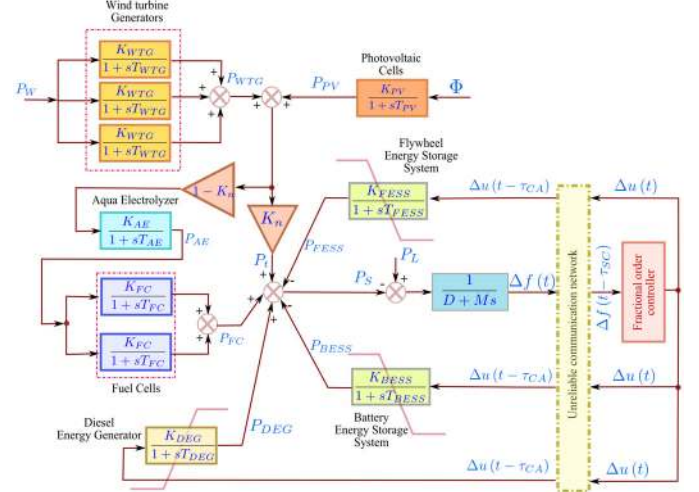 Wind turbine
Generators
P_W
K_WTG
1 + sT_WTG
K_WTG
1 + sT_WTG
K_WTG
1 + sT_WTG
+
+
+
P_WTG
+
+
P_PV
Photovoltaic
Cells
K_PV
1 + sT_PV
Φ
Flywheel
Energy Storage
System
K_FESS
1 + sT_FESS
Δu(t − τ_CA)
Δu(t)
P_FESS
1 − K_n
K_n
Aqua Electrolyzer
K_AE
1 + sT_AE
P_AE
P_t
P_S
P_L
-
+
1
D + Ms
Δf (t)
Unreliable communication network
Δf (t − τ_SC)
Fractional order
controller
K_FC
1 + sT_FC
K_FC
1 + sT_FC
+
+
P_FC
Fuel Cells
+
-
+
-
+
P_BESS
K_BESS
1 + sT_BESS
Δu(t − τ_CA)
Δu(t)
Battery
Energy Storage
System
Diesel
Energy Generator
K_DEG
1 + sT_DEG
P_DEG
Δu(t − τ_CA)
Δu(t)